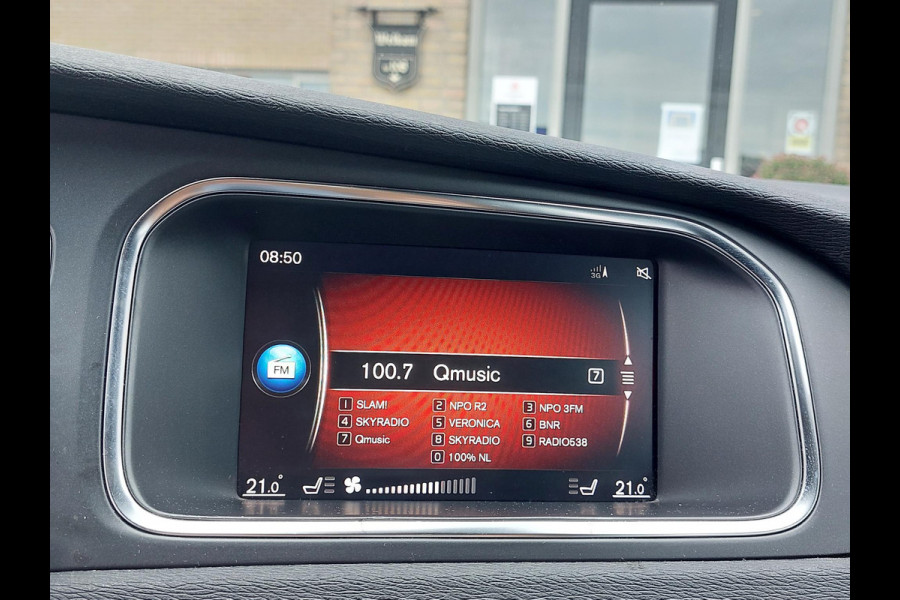 08:50
3G
FM
100.7 Qmusic 7
1 SLAM! 2 NPO R2 3 NPO 3FM
4 SKYRADIO 5 VERONICA 6 BNR
7 Qmusic 8 SKYRADIO 9 RADIO538
0 100% NL
21.0° 21.0°